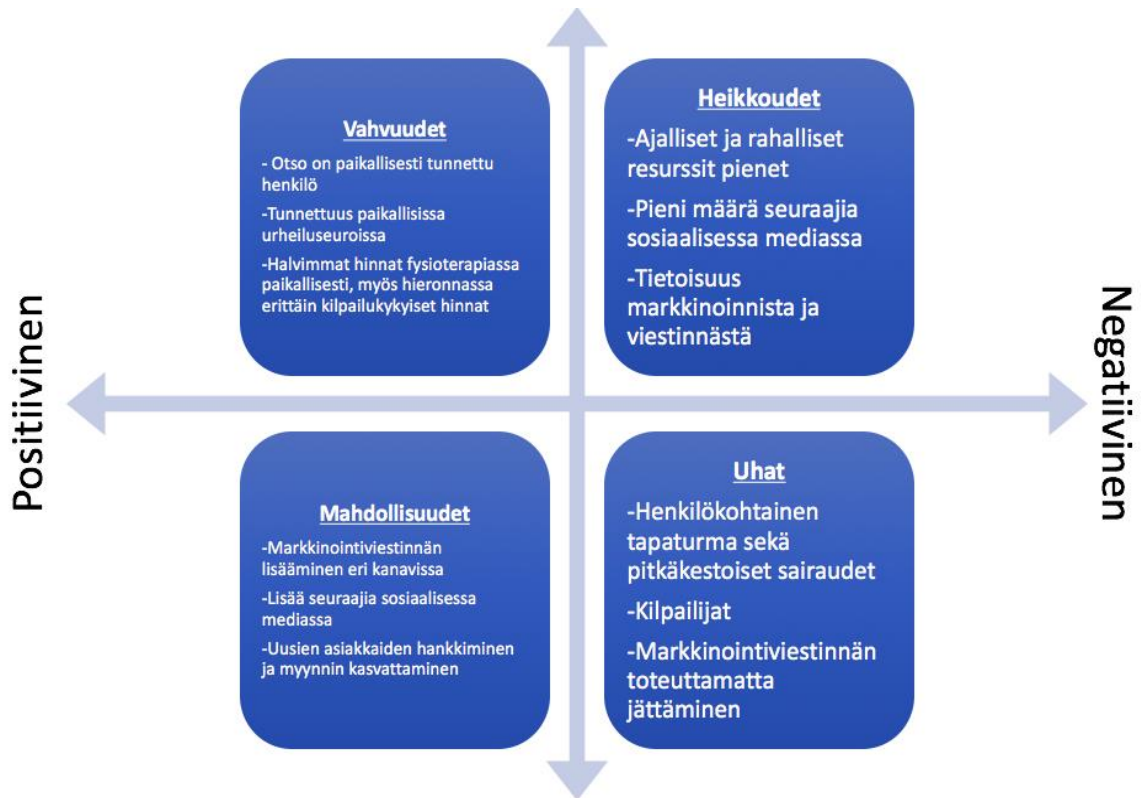 Positiivinen
Vahvuudet
- Otso on paikallisesti tunnettu
henkilö
-Tunnettuus paikallisissa
urheiluseuroissa
-Halvimmat hinnat fysioterapiassa
paikallisesti, myös hieronnassa
erittäin kilpailukykyiset hinnat
Heikkoudet
-Ajalliset ja rahalliset
resurssit pienet
-Pieni määrä seuraajia
sosiaalisessa mediassa
-Tietoisuus
markkinoinnista ja
viestinnästä
Mahdollisuudet
-Markkinointiviestinnän
lisääminen eri kanavissa
-Lisää seuraajia sosiaalisessa
mediassa
-Uusien asiakkaiden hankkiminen
ja myynnin kasvattaminen
Uhat
-Henkilökohtainen
tapaturma sekä
pitkäkestoiset sairaudet
-Kilpailijat
-Markkinointiviestinnän
toteuttamatta
jättäminen
Negatiivinen